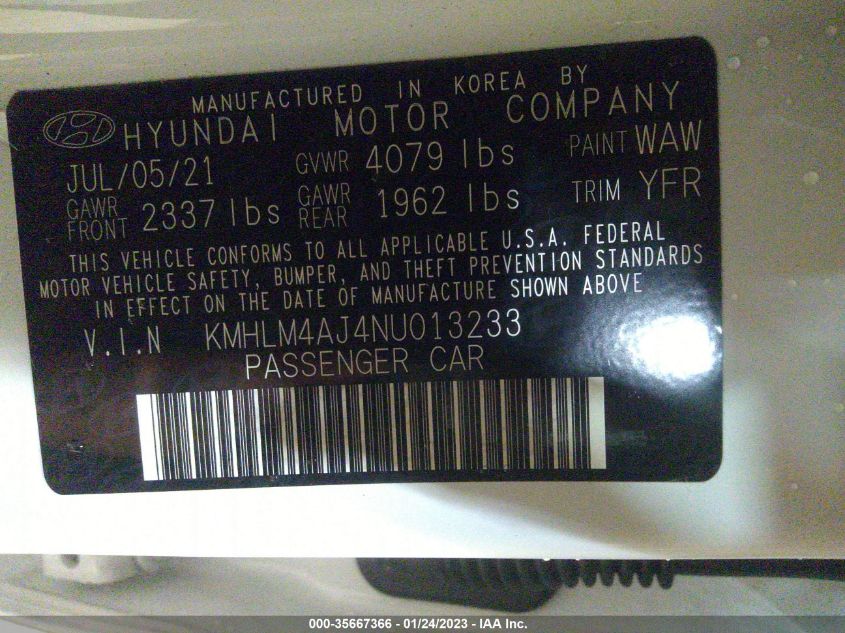 MANUFACTURED IN KOREA BY
HYUNDAI MOTOR COMPANY
JUL/05/21 GVWR 4079 lbs PAINT WAW
GAWR FRONT 2337 lbs GAWR REAR 1962 lbs TRIM YFR
THIS VEHICLE CONFORMS TO ALL APPLICABLE U.S.A. FEDERAL
MOTOR VEHICLE SAFETY, BUMPER, AND THEFT PREVENTION STANDARDS
IN EFFECT ON THE DATE OF MANUFACTURE SHOWN ABOVE
V.I.N KMHLM4AJ4NU013233
PASSENGER CAR
000-35667366 - 01/24/2023 - IAA Inc.